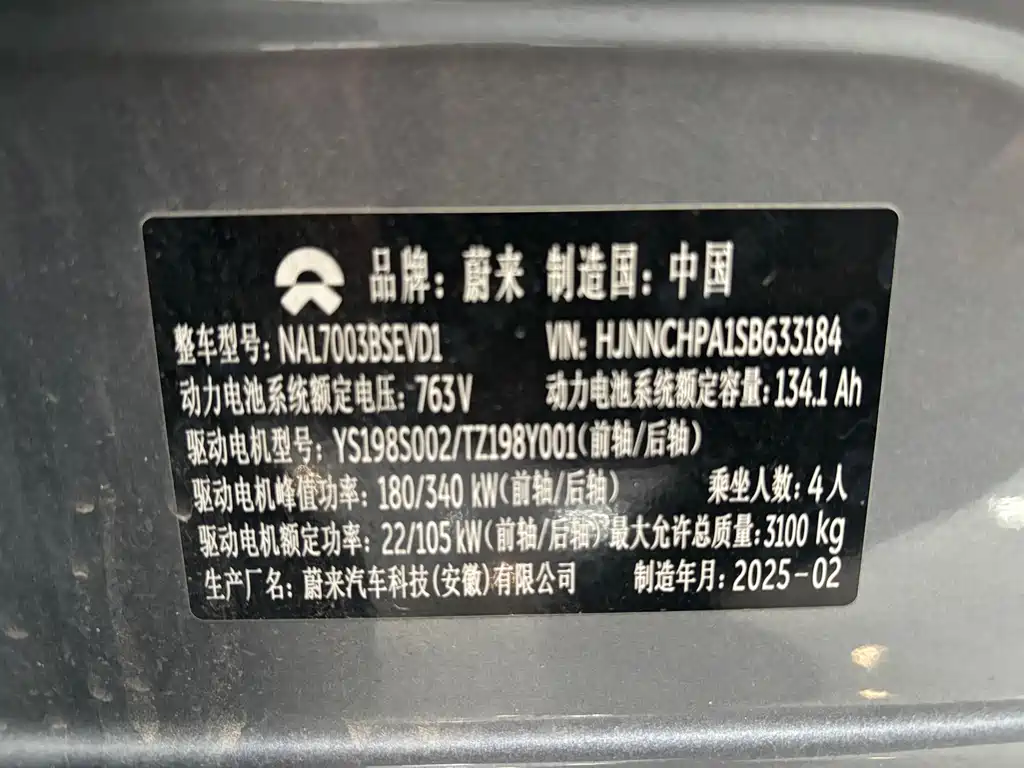 品牌：蔚来 制造国：中国
整车型号：NAL7003BSEVD1 VIN：HJNNCHPA1SB633184
动力电池系统额定电压：763V 动力电池系统额定容量：134.1 Ah
驱动电机型号：YS198S002/TZ198Y001(前轴/后轴)
驱动电机峰值功率：180/340 kW(前轴/后轴) 乘坐人数：4人
驱动电机额定功率：22/105 kW(前轴/后轴) 最大允许总质量：3100 kg
生产厂名：蔚来汽车科技(安徽)有限公司 制造年月：2025-02